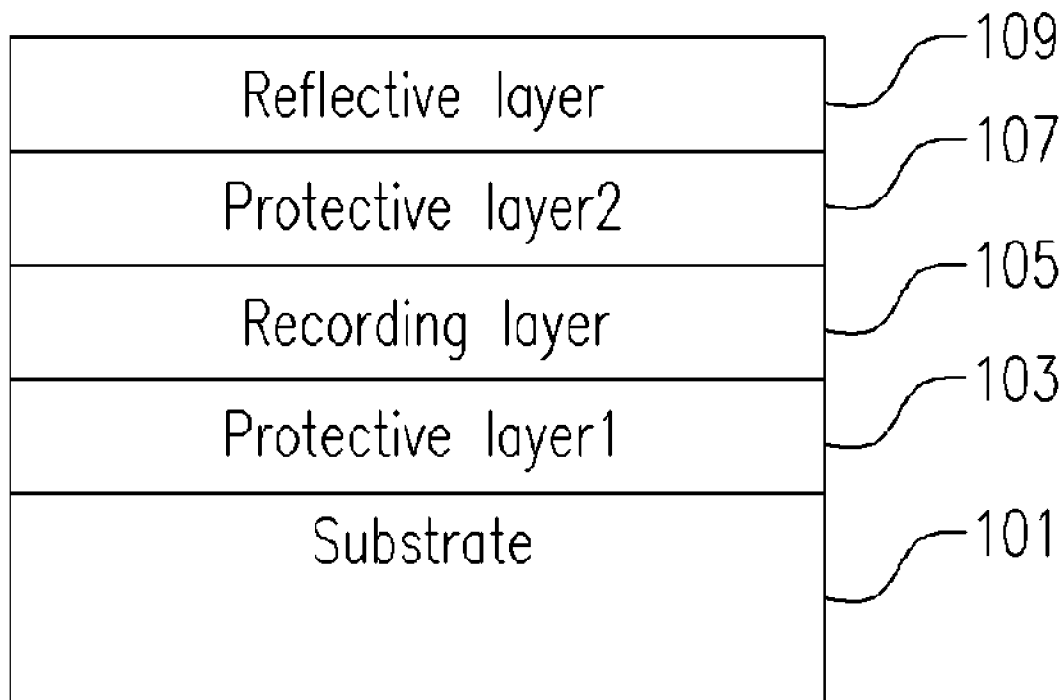 Reflective layer
109
Protective layer2
107
Recording layer
105
Protective layer1
103
Substrate
101